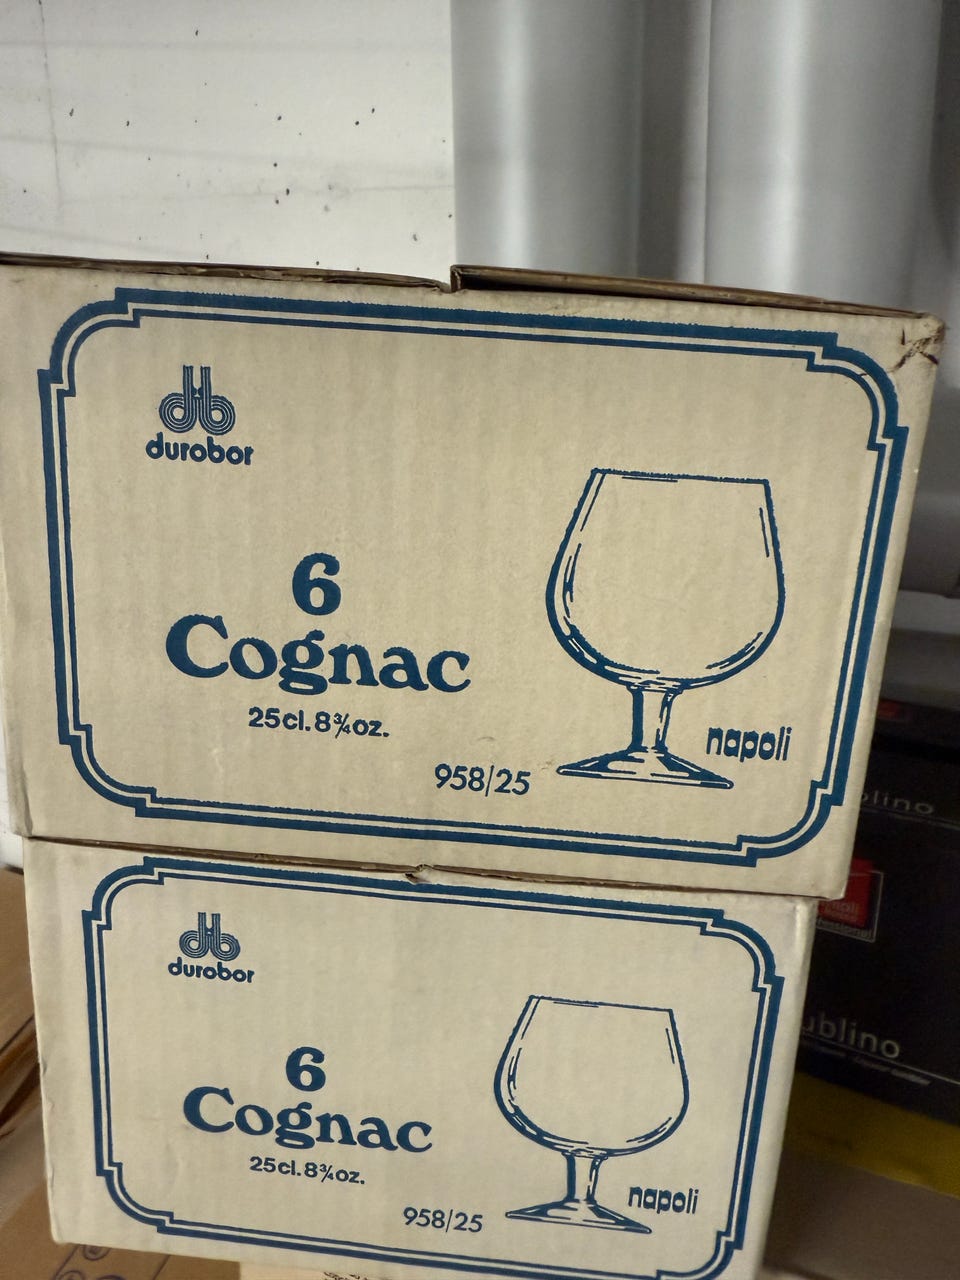 durobor
6
Cognac
25cl. 8¾oz.
958/25
napoli
durobor
6
Cognac
25cl. 8¾oz.
958/25
napoli